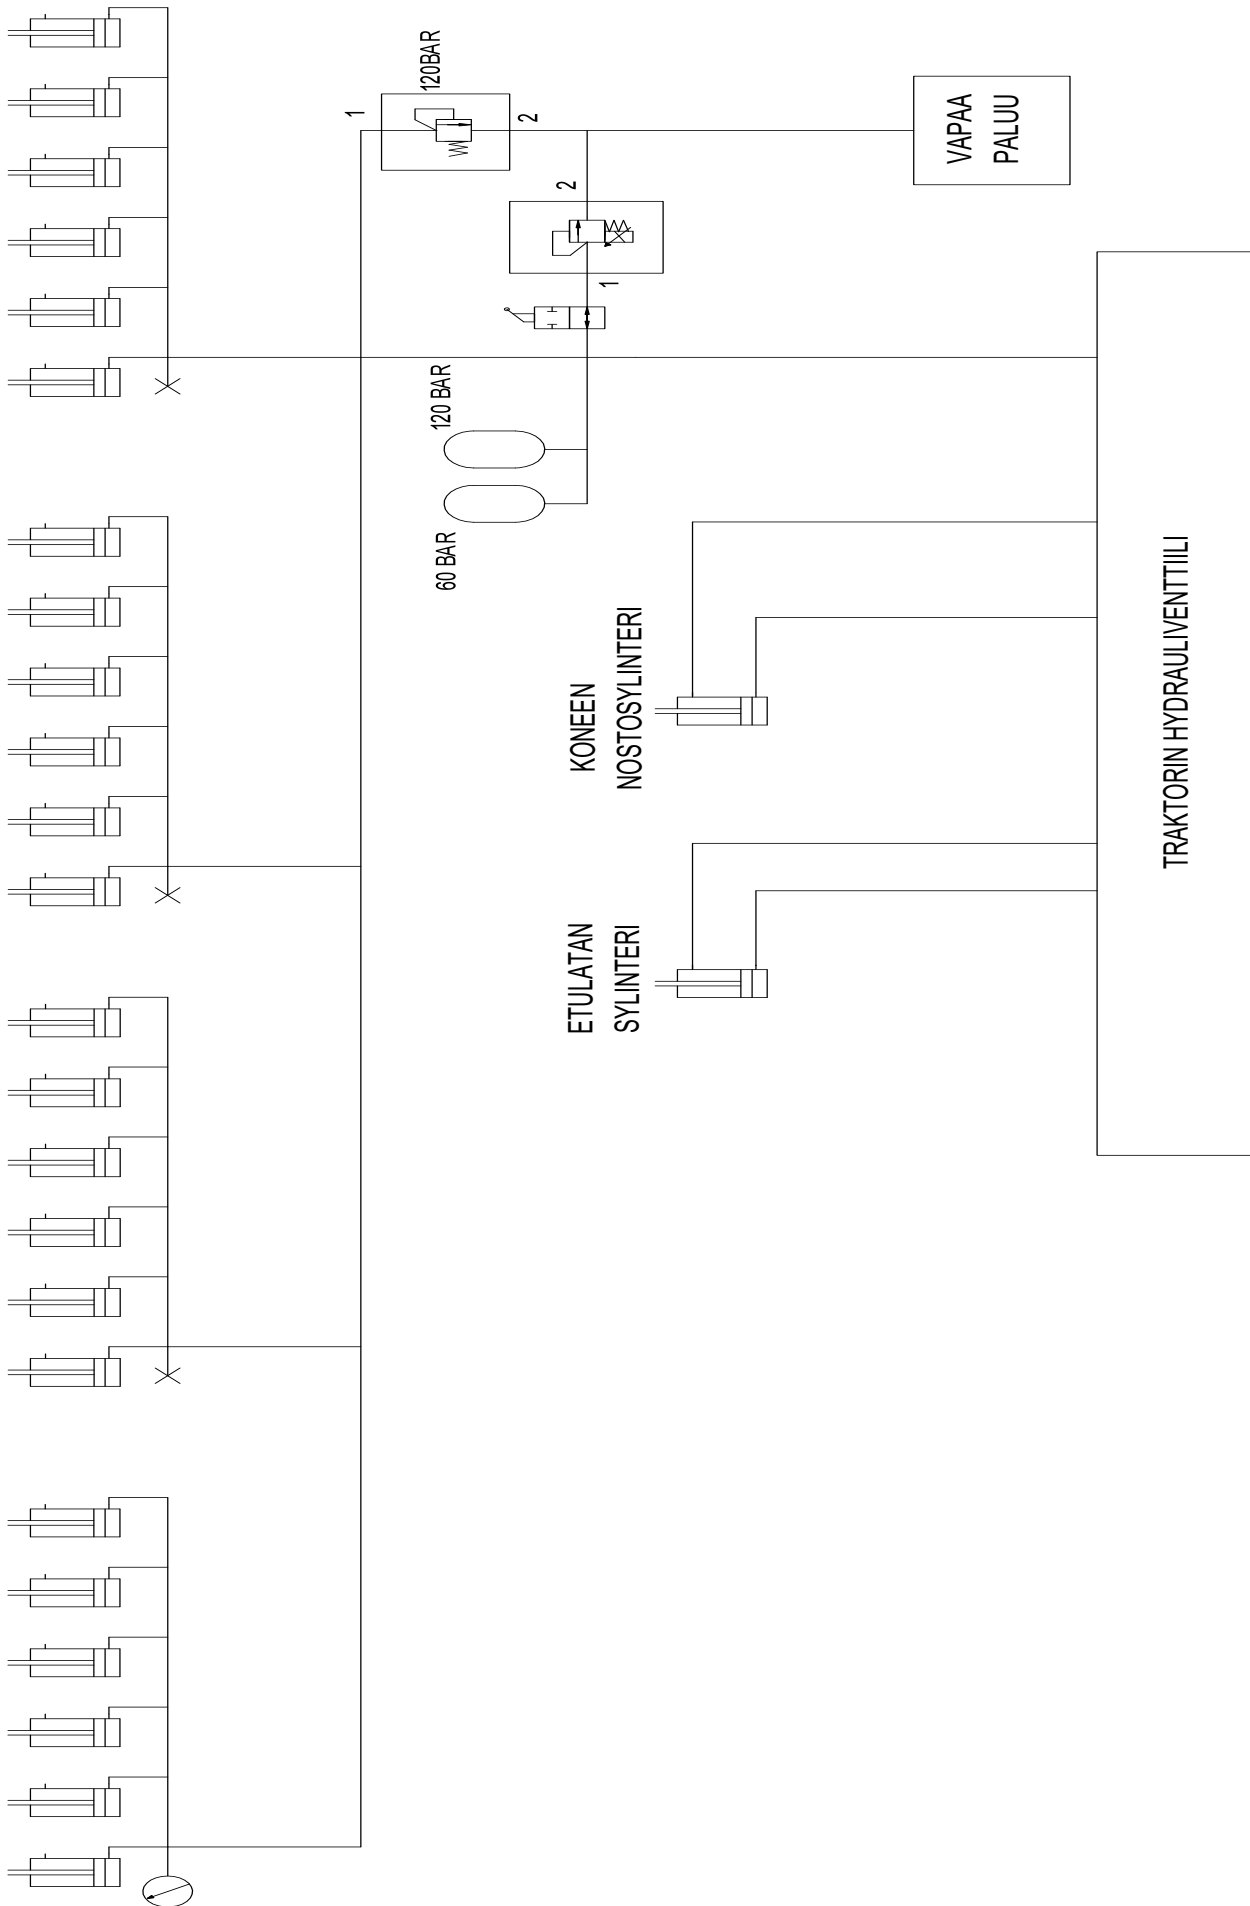 120BAR
1
2
VAPAA
PALUU
2
1
120 BAR
60 BAR
KONEEN
NOSTOSYLINTERI
TRAKTORIN HYDRAULIVENTTIILI
ETULATAN
SYLINTERI